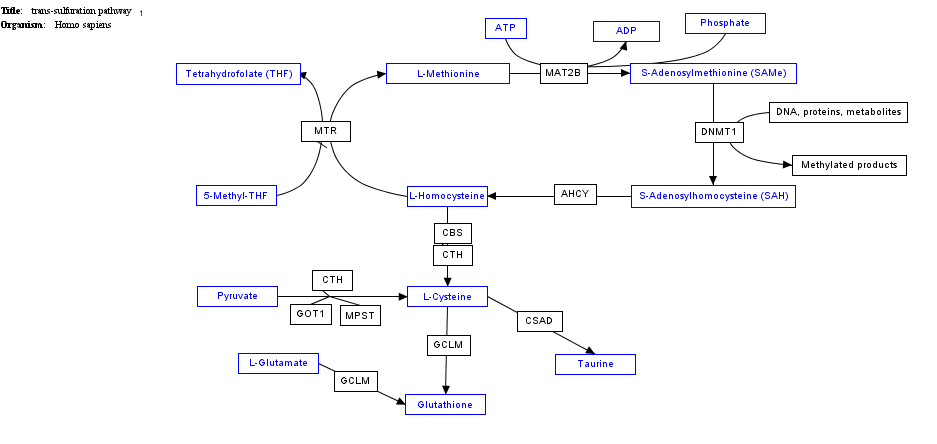 Title: trans-sulfuration pathway 1
Organism: Homo sapiens
ATP
ADP
Phosphate
Tetrahydrofolate (THF)
L-Methionine
MAT2B
S-Adenosylmethionine (SAMe)
DNA, proteins, metabolites
MTR
DNMT1
Methylated products
5-Methyl-THF
L-Homocysteine
AHCY
S-Adenosylhomocysteine (SAH)
CBS
CTH
CTH
Pyruvate
L-Cysteine
GOT1
MPST
CSAD
GCLM
L-Glutamate
Taurine
GCLM
Glutathione